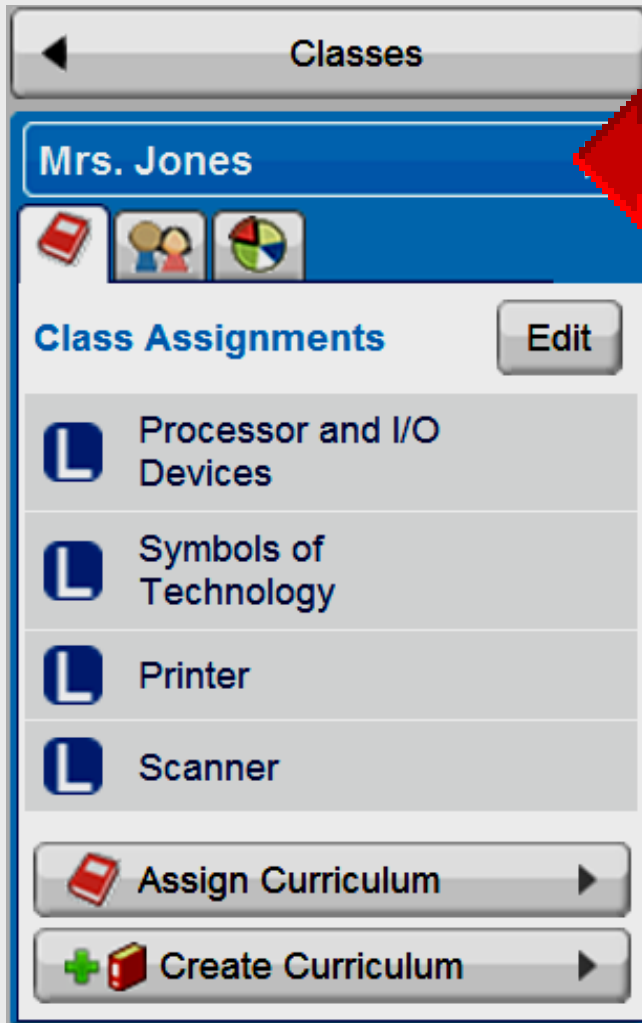 Classes
Mrs. Jones
Class Assignments
Edit
L
Processor and I/O
Devices
L
Symbols of
Technology
L
Printer
L
Scanner
Assign Curriculum
Create Curriculum